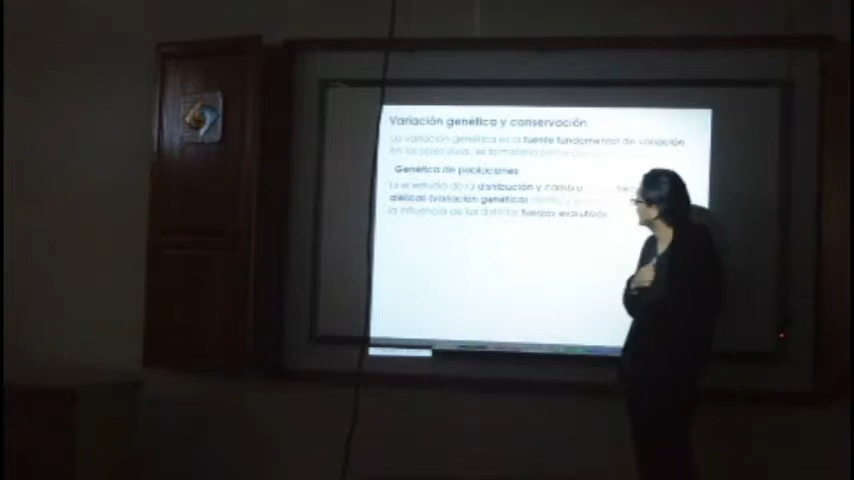 Variación genética y conservación
La variación genética es la fuente fundamental de variación
en los seres vivos, es la materia prima
Genética de poblaciones
Es el estudio de la distribución y cambio
alélicas (variación genética)
la influencia de las distintas fuerzas evolutivas